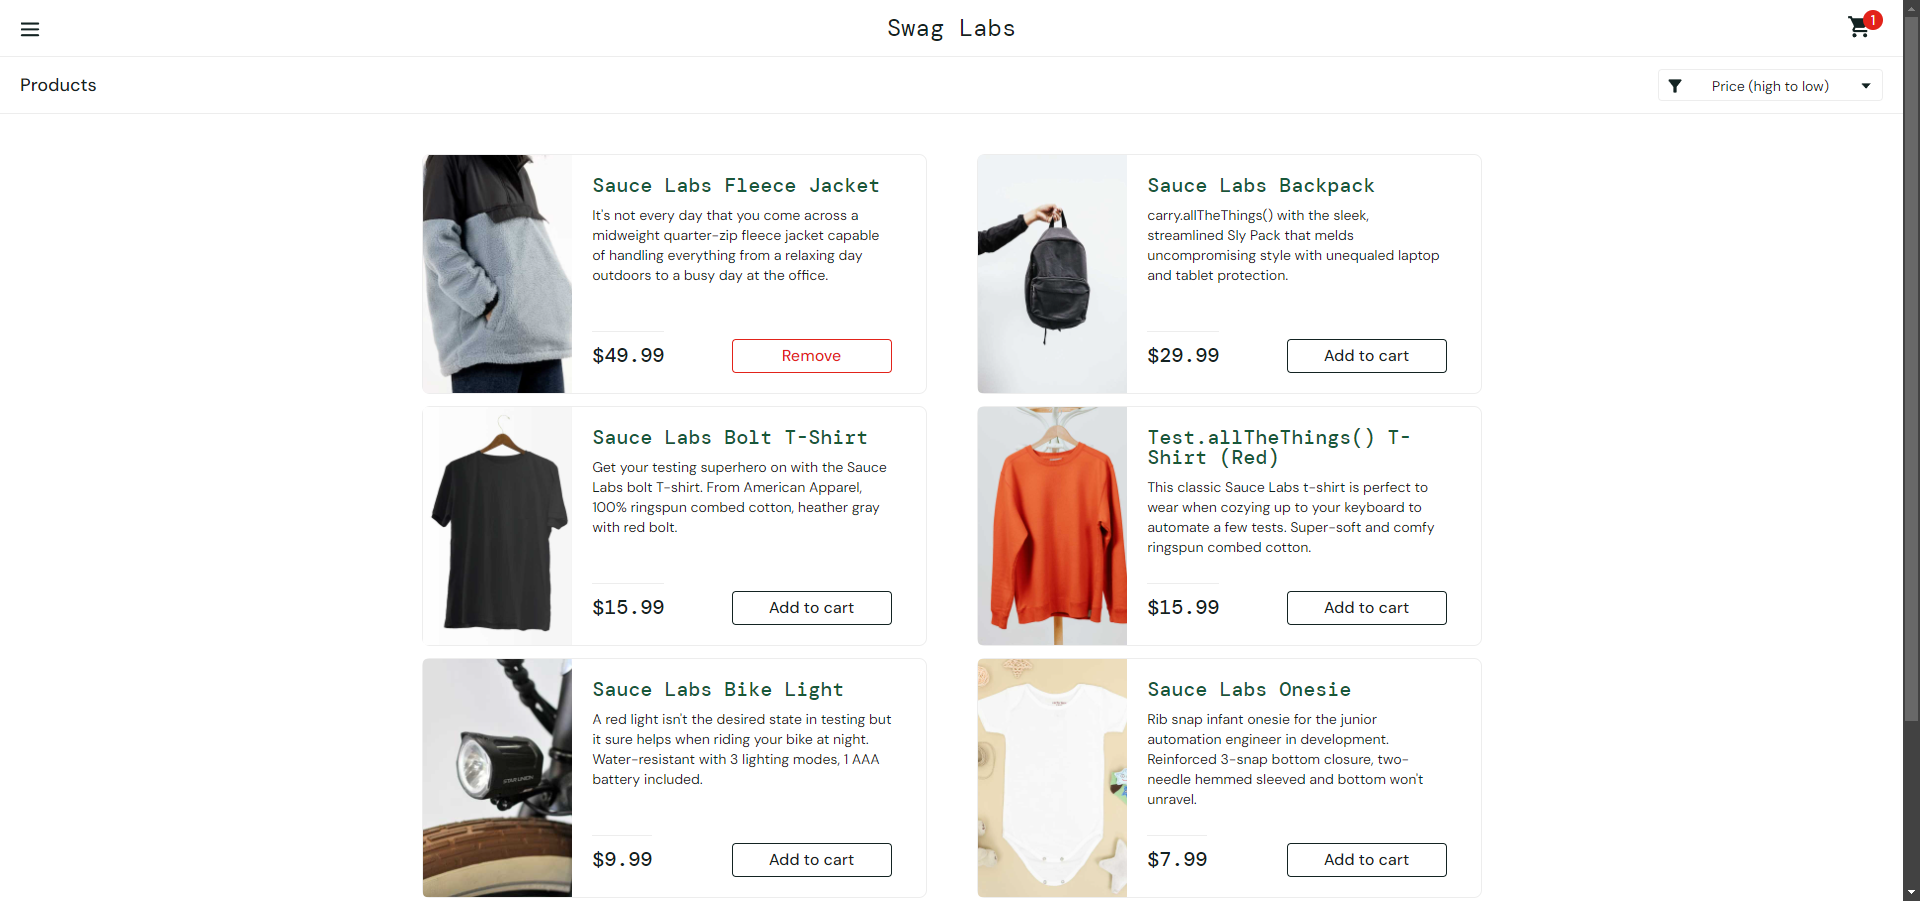 Swag Labs
1
Products
Price (high to low)
Sauce Labs Fleece Jacket
It's not every day that you come across a
midweight quarter-zip fleece jacket capable
of handling everything from a relaxing day
outdoors to a busy day at the office.
$49.99
Remove
Sauce Labs Backpack
carry.allTheThings() with the sleek,
streamlined Sly Pack that melds
uncompromising style with unequaled laptop
and tablet protection.
$29.99
Add to cart
Sauce Labs Bolt T-Shirt
Get your testing superhero on with the Sauce
Labs bolt T-shirt. From American Apparel,
100% ringspun combed cotton, heather gray
with red bolt.
$15.99
Add to cart
Test.allTheThings() T-
Shirt (Red)
This classic Sauce Labs t-shirt is perfect to
wear when cozying up to your keyboard to
automate a few tests. Super-soft and comfy
ringspun combed cotton.
$15.99
Add to cart
Sauce Labs Bike Light
A red light isn't the desired state in testing but
it sure helps when riding your bike at night.
Water-resistant with 3 lighting modes, 1 AAA
battery included.
$9.99
Add to cart
Sauce Labs Onesie
Rib snap infant onesie for the junior
automation engineer in development.
Reinforced 3-snap bottom closure, two-
needle hemmed sleeved and bottom won't
unravel.
$7.99
Add to cart